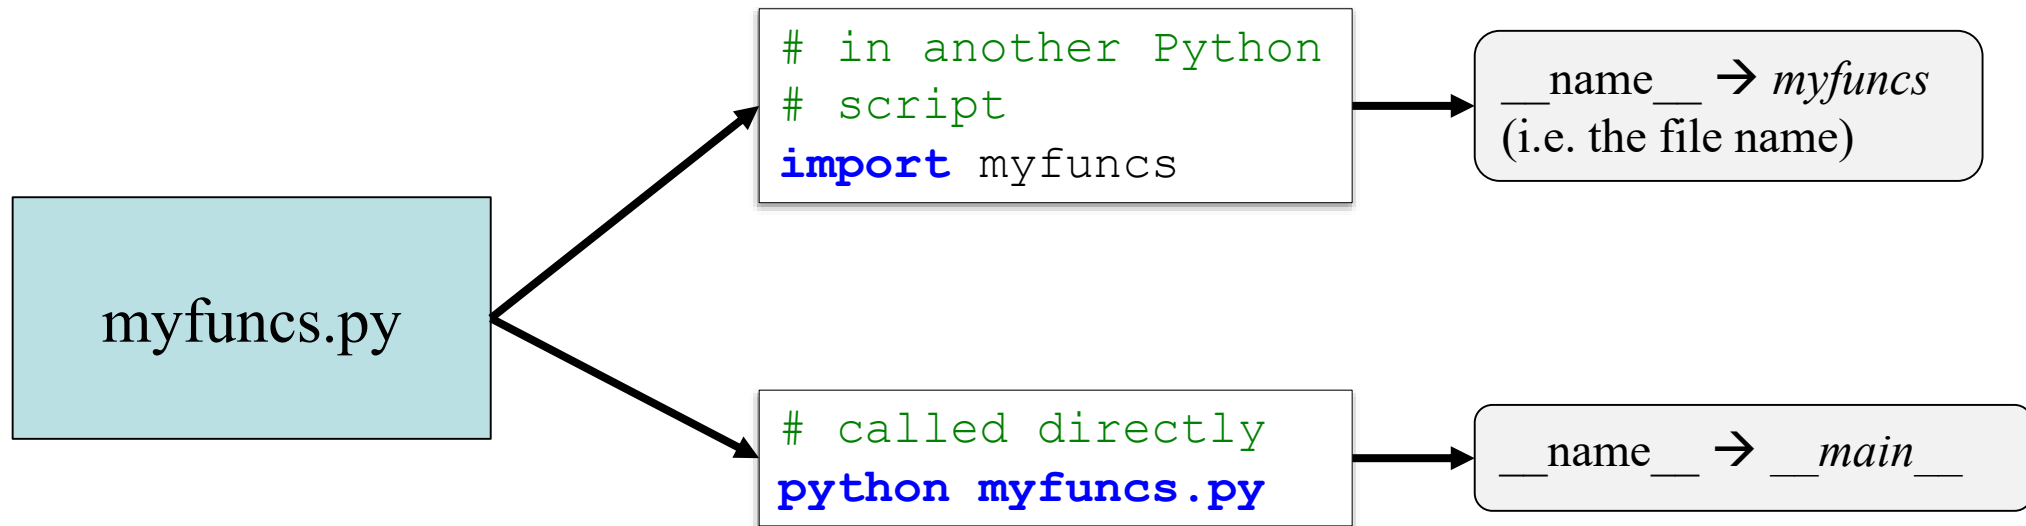 myfuncs.py
# in another Python
# script
import myfuncs
__name__ → myfuncs
(i.e. the file name)
# called directly
python myfuncs.py
__name__ → __main__